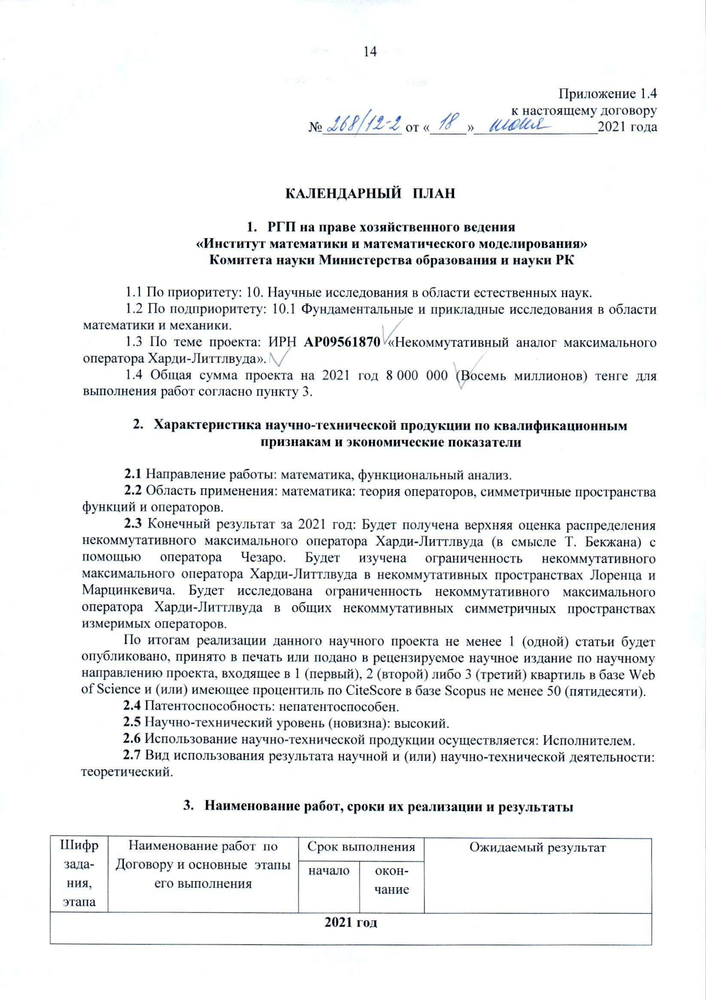 14
Приложение 1.4
к настоящему договору
№ 268/12-2 от « 18 » июня 2021 года
КАЛЕНДАРНЫЙ ПЛАН
1. РГП на праве хозяйственного ведения
«Институт математики и математического моделирования»
Комитета науки Министерства образования и науки РК
1.1 По приоритету: 10. Научные исследования в области естественных наук.
1.2 По подприоритету: 10.1 Фундаментальные и прикладные исследования в области
математики и механики.
1.3 По теме проекта: ИРН АР09561870 «Некоммутативный аналог максимального
оператора Харди-Литтлвуда».
1.4 Общая сумма проекта на 2021 год 8 000 000 (Восемь миллионов) тенге для
выполнения работ согласно пункту 3.
2. Характеристика научно-технической продукции по квалификационным
признакам и экономические показатели
2.1 Направление работы: математика, функциональный анализ.
2.2 Область применения: математика: теория операторов, симметричные пространства
функций и операторов.
2.3 Конечный результат за 2021 год: Будет получена верхняя оценка распределения
некоммутативного максимального оператора Харди-Литтлвуда (в смысле Т. Бекжана) с
помощью оператора Чезаро. Будет изучена ограниченность некоммутативного
максимального оператора Харди-Литтлвуда в некоммутативных пространствах Лоренца и
Марцинкевича. Будет исследована ограниченность некоммутативного максимального
оператора Харди-Литтлвуда в общих некоммутативных симметричных пространствах
измеримых операторов.
По итогам реализации данного научного проекта не менее 1 (одной) статьи будет
опубликовано, принято в печать или подано в рецензируемое научное издание по научному
направлению проекта, входящее в 1 (первый), 2 (второй) либо 3 (третий) квартиль в базе Web
of Science и (или) имеющее процентиль по CiteScore в базе Scopus не менее 50 (пятидесяти).
2.4 Патентоспособность: непатентоспособен.
2.5 Научно-технический уровень (новизна): высокий.
2.6 Использование научно-технической продукции осуществляется: Исполнителем.
2.7 Вид использования результата научной и (или) научно-технической деятельности:
теоретический.
3. Наименование работ, сроки их реализации и результаты
Шифр
зада-
ния,
этапа
Наименование работ по
Договору и основные этапы
его выполнения
Срок выполнения
начало
окон-
чание
Ожидаемый результат
2021 год